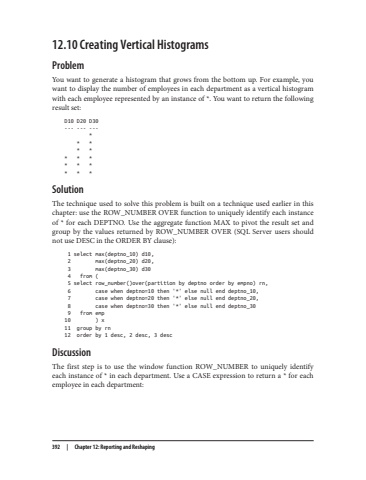 12.10 Creating Vertical Histograms
Problem
You want to generate a histogram that grows from the bottom up. For example, you
want to display the number of employees in each department as a vertical histogram
with each employee represented by an instance of *. You want to return the following
result set:
D10 D20 D30
--- --- ---
        *
    *   *
    *   *
*   *   *
*   *   *
*   *   *
Solution
The technique used to solve this problem is built on a technique used earlier in this
chapter: use the ROW_NUMBER OVER function to uniquely identify each instance
of * for each DEPTNO. Use the aggregate function MAX to pivot the result set and
group by the values returned by ROW_NUMBER OVER (SQL Server users should
not use DESC in the ORDER BY clause):
1 select max(deptno_10) d10,
2        max(deptno_20) d20,
3        max(deptno_30) d30
4   from (
5 select row_number()over(partition by deptno order by empno) rn,
6        case when deptno=10 then '*' else null end deptno_10,
7        case when deptno=20 then '*' else null end deptno_20,
8        case when deptno=30 then '*' else null end deptno_30
9   from emp
10        ) x
11  group by rn
12  order by 1 desc, 2 desc, 3 desc
Discussion
The first step is to use the window function ROW_NUMBER to uniquely identify
each instance of * in each department. Use a CASE expression to return a * for each
employee in each department:
392 | Chapter 12: Reporting and Reshaping